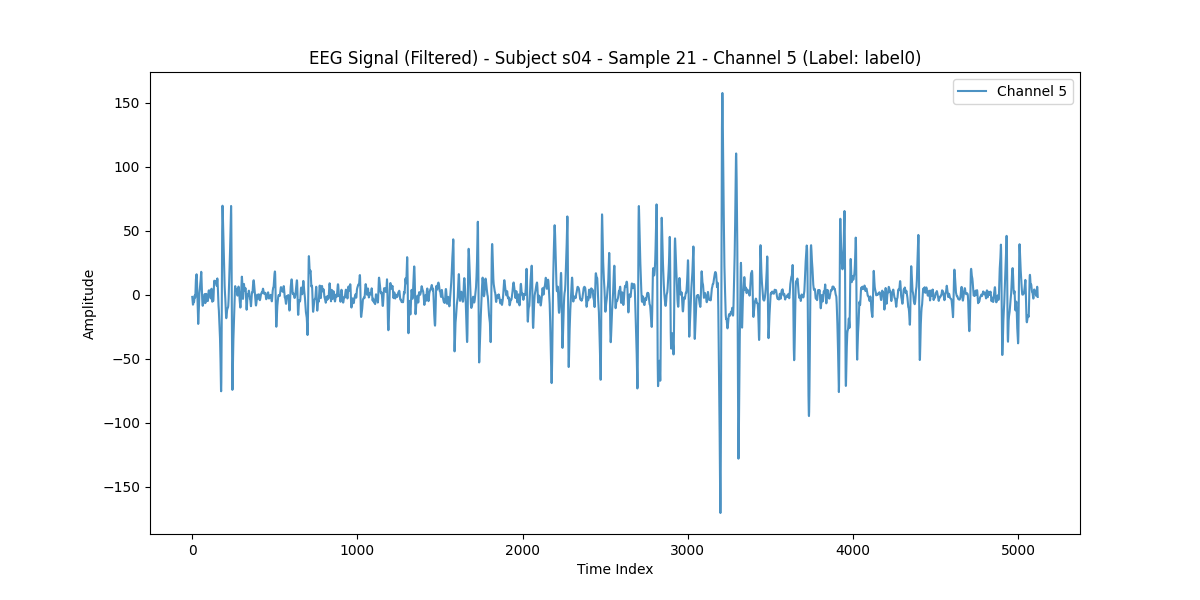 EEG Signal (Filtered) - Subject s04 - Sample 21 - Channel 5 (Label: label0)
Channel 5
150
100
50
0
−50
−100
−150
Amplitude
0 1000 2000 3000 4000 5000
Time Index